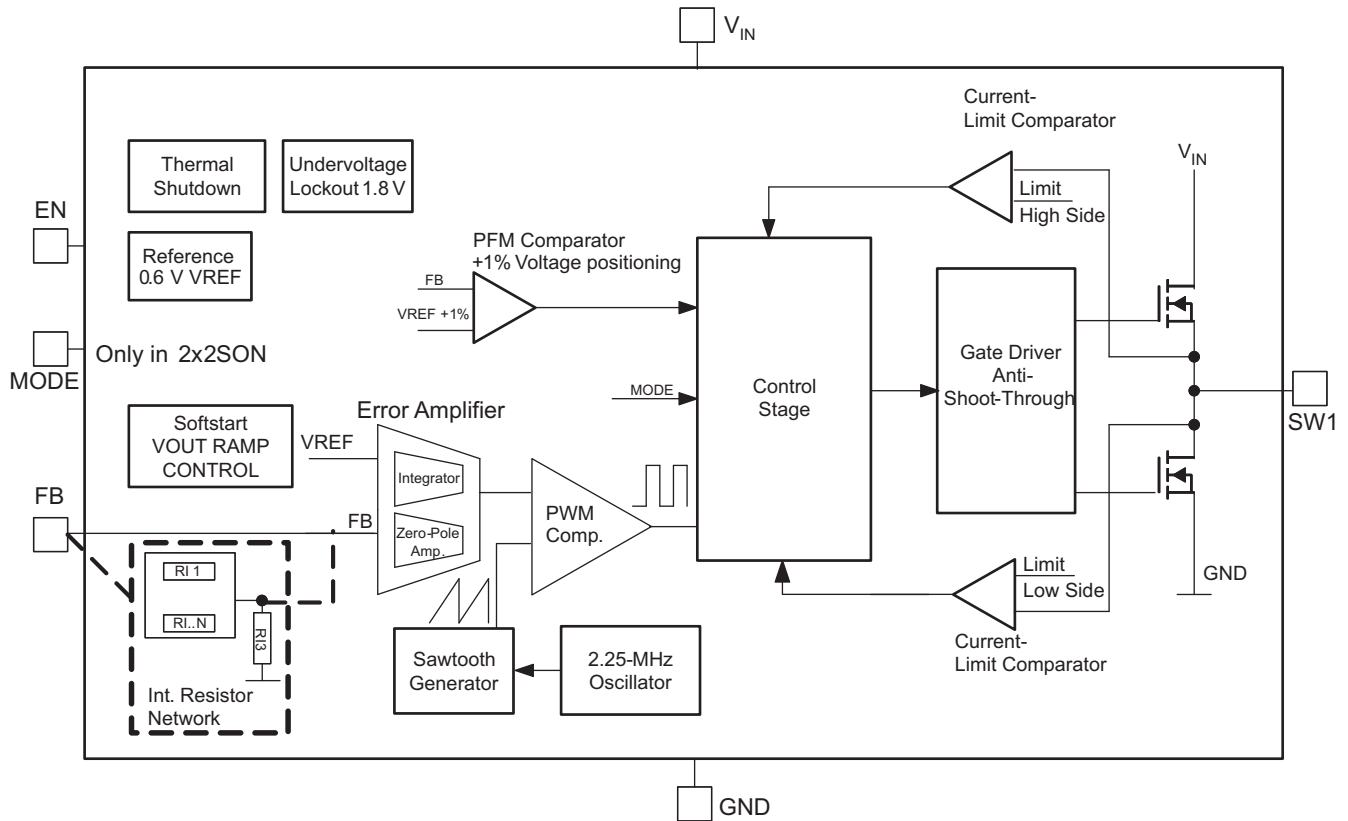 VIN
Current-
Limit Comparator
VIN
Thermal
Shutdown
Undervoltage
Lockout 1.8 V
Limit
High Side
EN
Reference
0.6 V VREF
PFM Comparator
+1% Voltage positioning
FB
VREF +1%
MODE
Only in 2x2SON
Gate Driver
Anti-
Shoot-Through
Control
Stage
MODE
SW1
Softstart
VOUT RAMP
CONTROL
Error Amplifier
VREF
Integrator
FB
FB
Zero-Pole
Amp.
PWM
Comp.
Limit
Low Side
GND
RI 1
RI..N
RI3
Int. Resistor
Network
Sawtooth
Generator
2.25-MHz
Oscillator
Current-
Limit Comparator
GND